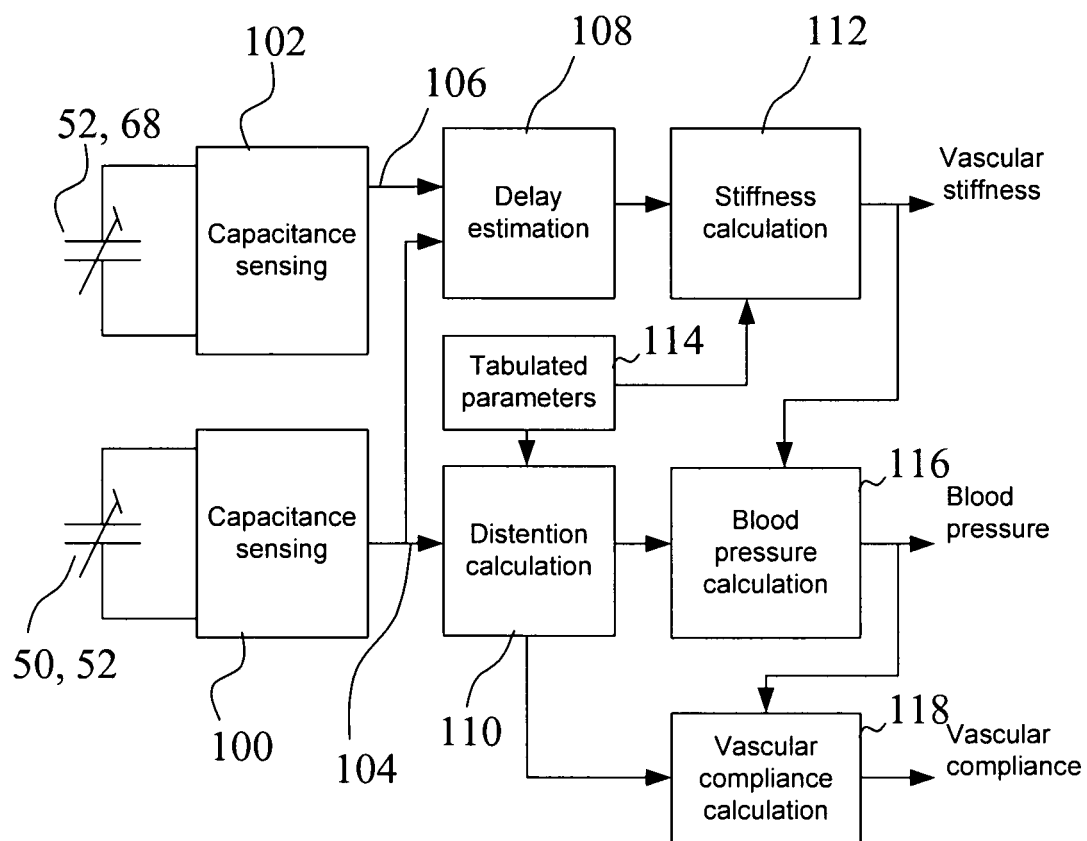 102
108
112
106
52, 68
Capacitance
sensing
Delay
estimation
Stiffness
calculation
Vascular
stiffness
114
Tabulated
parameters
116
Capacitance
sensing
Distention
calculation
Blood
pressure
calculation
Blood
pressure
50, 52
100
104
110
118
Vascular
compliance
calculation
Vascular
compliance